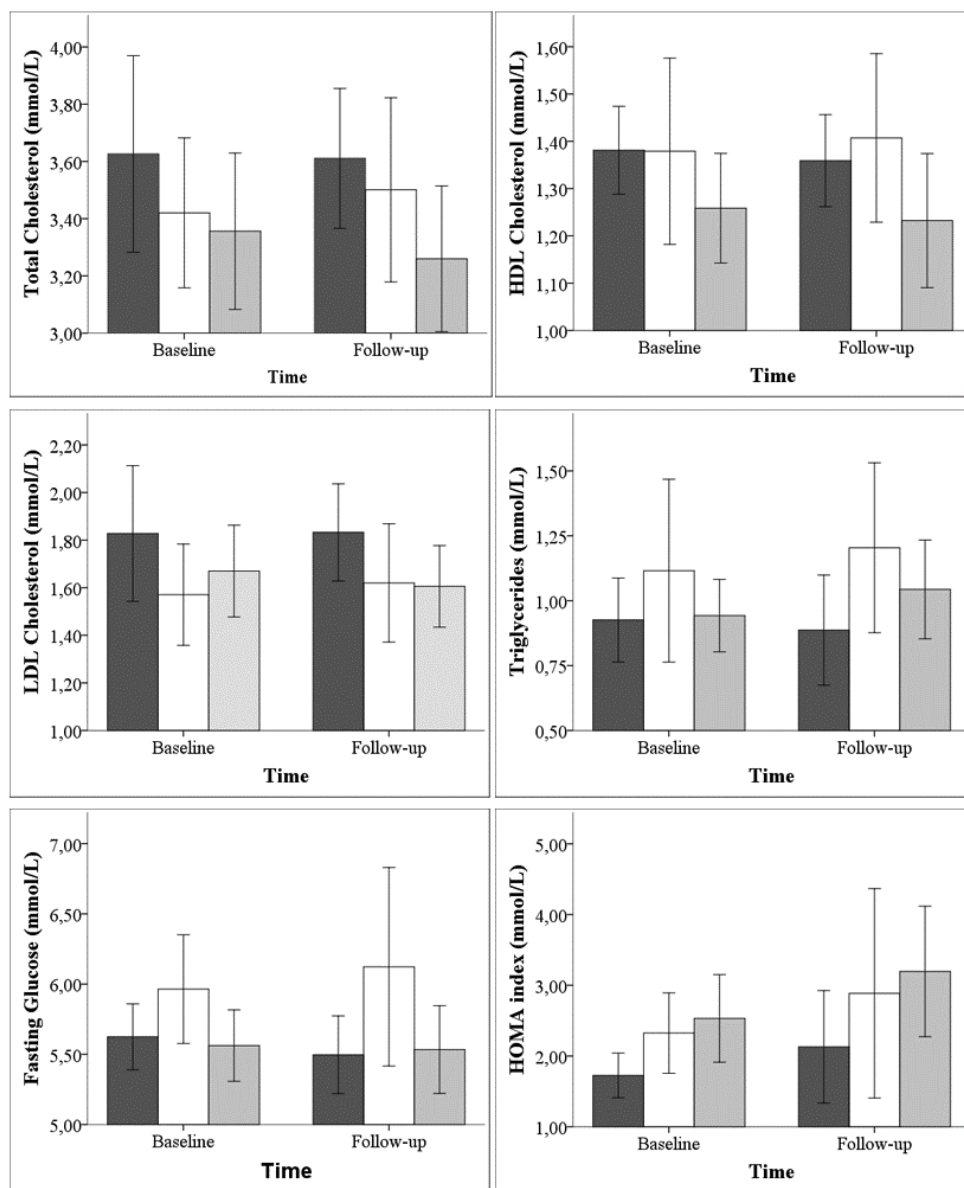 Total Cholesterol (mmol/L)
4,00
3,80
3,60
3,40
3,20
3,00
Baseline
Follow-up
Time
HDL Cholesterol (mmol/L)
1,60
1,50
1,40
1,30
1,20
1,10
1,00
Baseline
Follow-up
Time
LDL Cholesterol (mmol/L)
2,20
2,00
1,80
1,60
1,40
1,20
1,00
Baseline
Follow-up
Time
Triglycerides (mmol/L)
1,50
1,25
1,00
0,75
0,50
Baseline
Follow-up
Time
Fasting Glucose (mmol/L)
7,00
6,50
6,00
5,50
5,00
Baseline
Follow-up
Time
HOMA index (mmol/L)
5,00
4,00
3,00
2,00
1,00
Baseline
Follow-up
Time